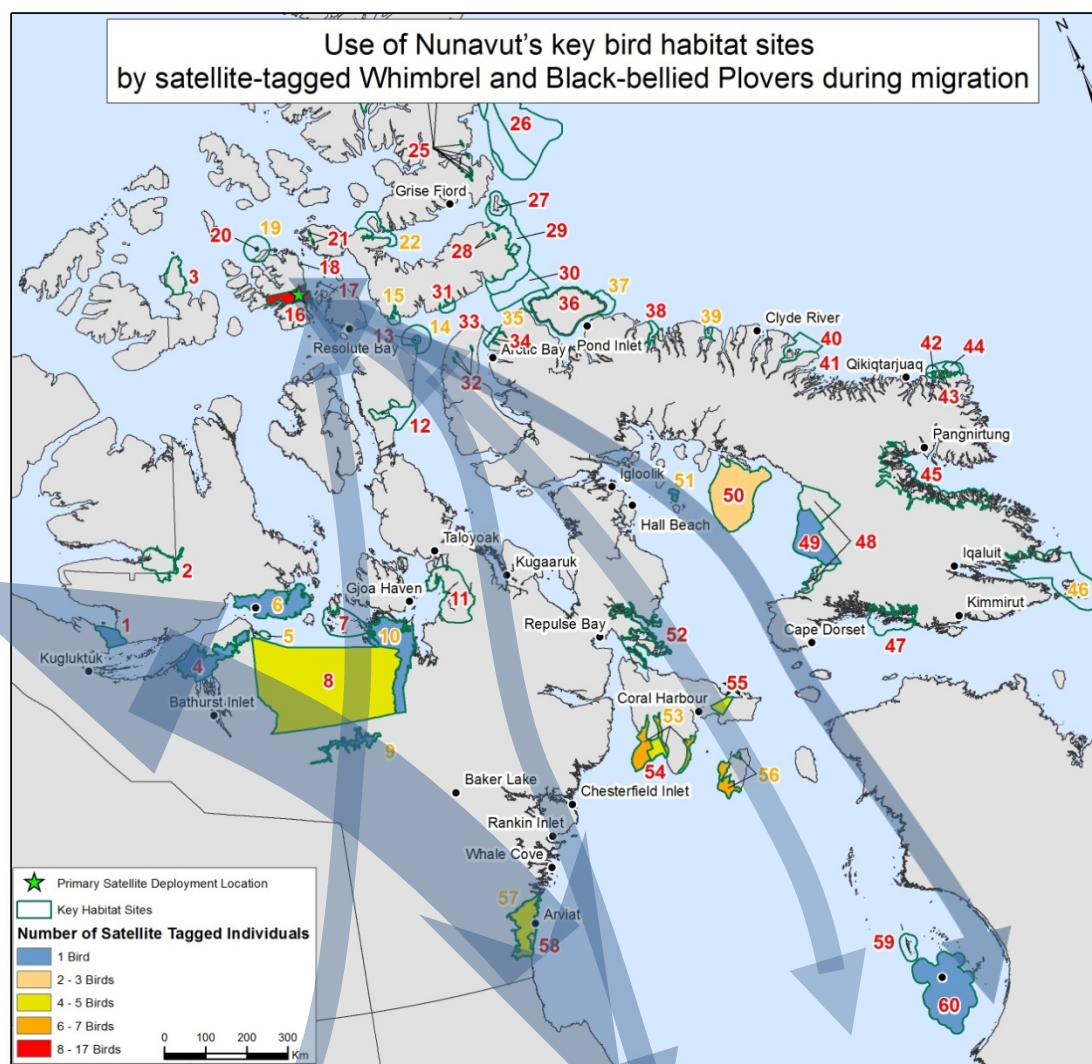 Use of Nunavut's key bird habitat sites
by satellite-tagged Whimbrel and Black-bellied Plovers during migration
N
26
25
Grise Fiord
27
20
19
21
22
28
29
3
18
30
16
17
15
31
36
37
13
14
33
35
38
39
Clyde River
Resolute Bay
34
Arctic Bay
Pond Inlet
40
41
42
44
Qikiqtarjuaq
43
32
12
Pangnirtung
45
Igloolik
51
50
Hall Beach
49
48
Taloyoak
Iqaluit
2
Kugaaruk
46
Gjoa Haven
11
Kimmirut
6
7
10
1
5
Repulse Bay
52
Cape Dorset
47
Kugluktuk
4
8
55
Bathurst Inlet
Coral Harbour
53
9
54
56
Baker Lake
Chesterfield Inlet
Rankin Inlet
Whale Cove
57
Arviat
58
59
60
Primary Satellite Deployment Location
Key Habitat Sites
Number of Satellite Tagged Individuals
1 Bird
2 - 3 Birds
4 - 5 Birds
6 - 7 Birds
8 - 17 Birds
0 100 200 300
Km